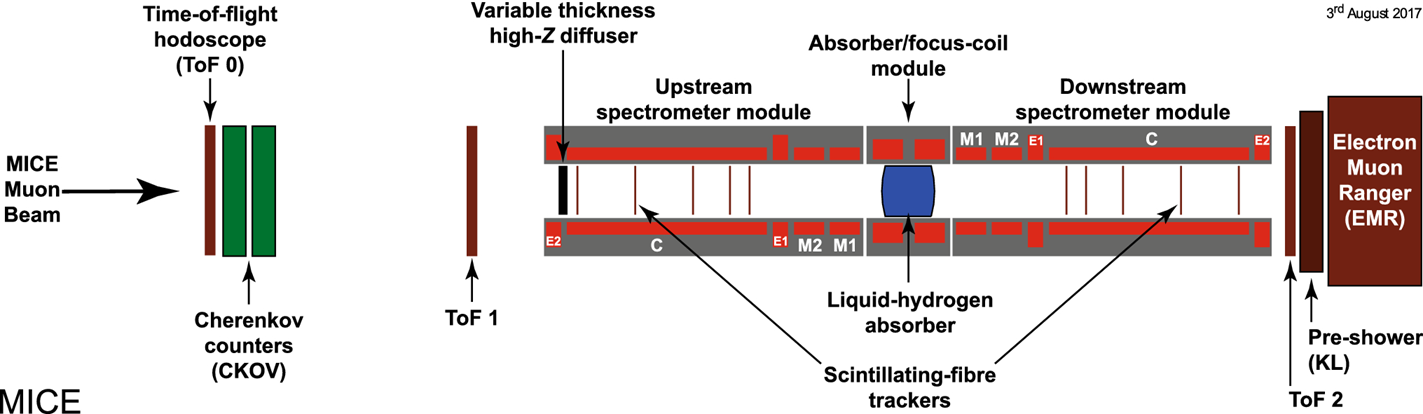 3rd August 2017
Time-of-flight
hodoscope
(ToF 0)
Variable thickness
high-Z diffuser
Absorber/focus-coil
module
Upstream
spectrometer module
Downstream
spectrometer module
MICE
Muon
Beam
M1 M2 E1 C E2
Electron
Muon
Ranger
(EMR)
E2 C E1 M2 M1
Cherenkov
counters
(CKOV)
ToF 1
Liquid-hydrogen
absorber
Scintillating-fibre
trackers
Pre-shower
(KL)
ToF 2
MICE